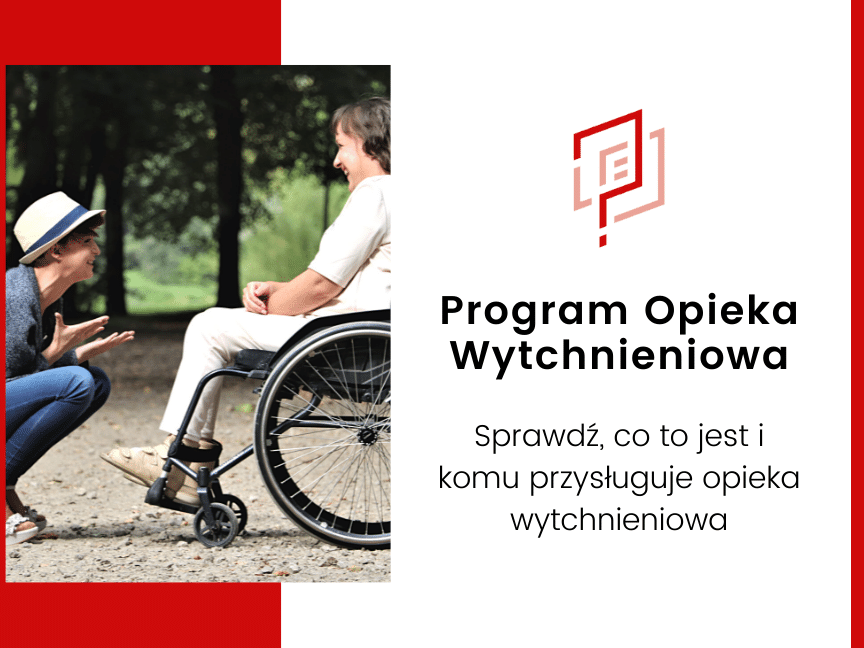 Program Opieka
Wytchnieniowa
Sprawdź, co to jest i
komu przysługuje opieka
wytchnieniowa